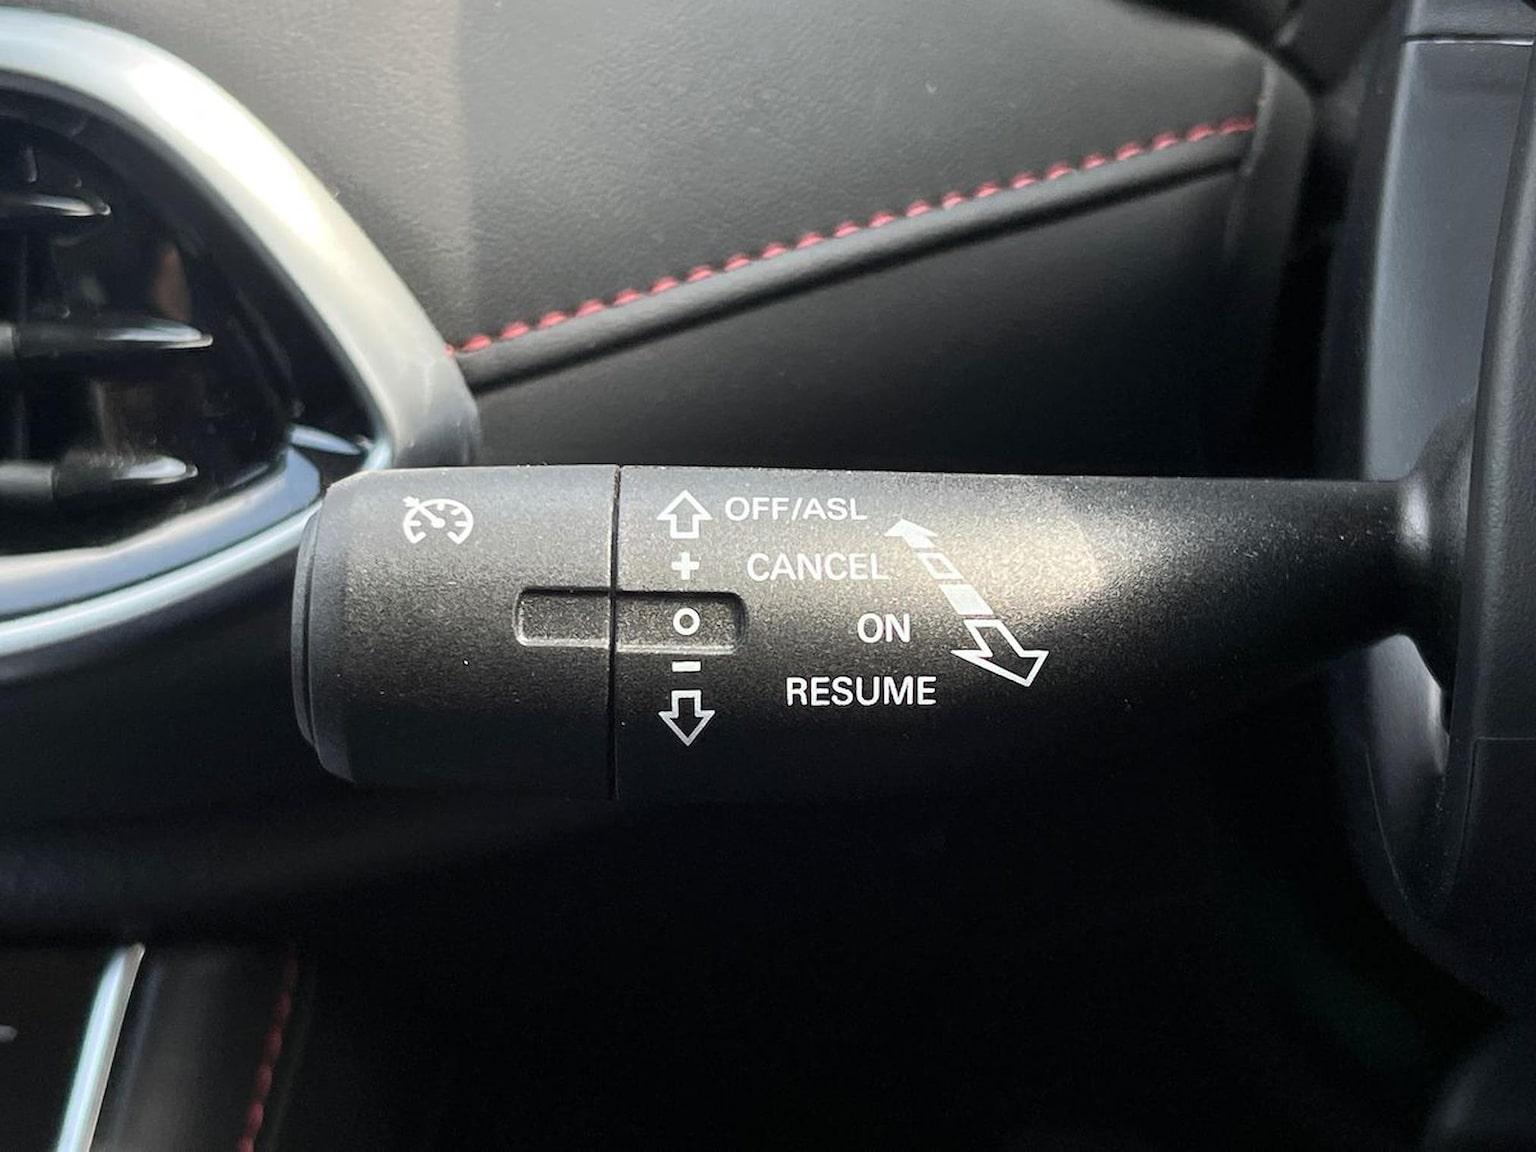 OFF/ASL
+ CANCEL
O ON
- RESUME